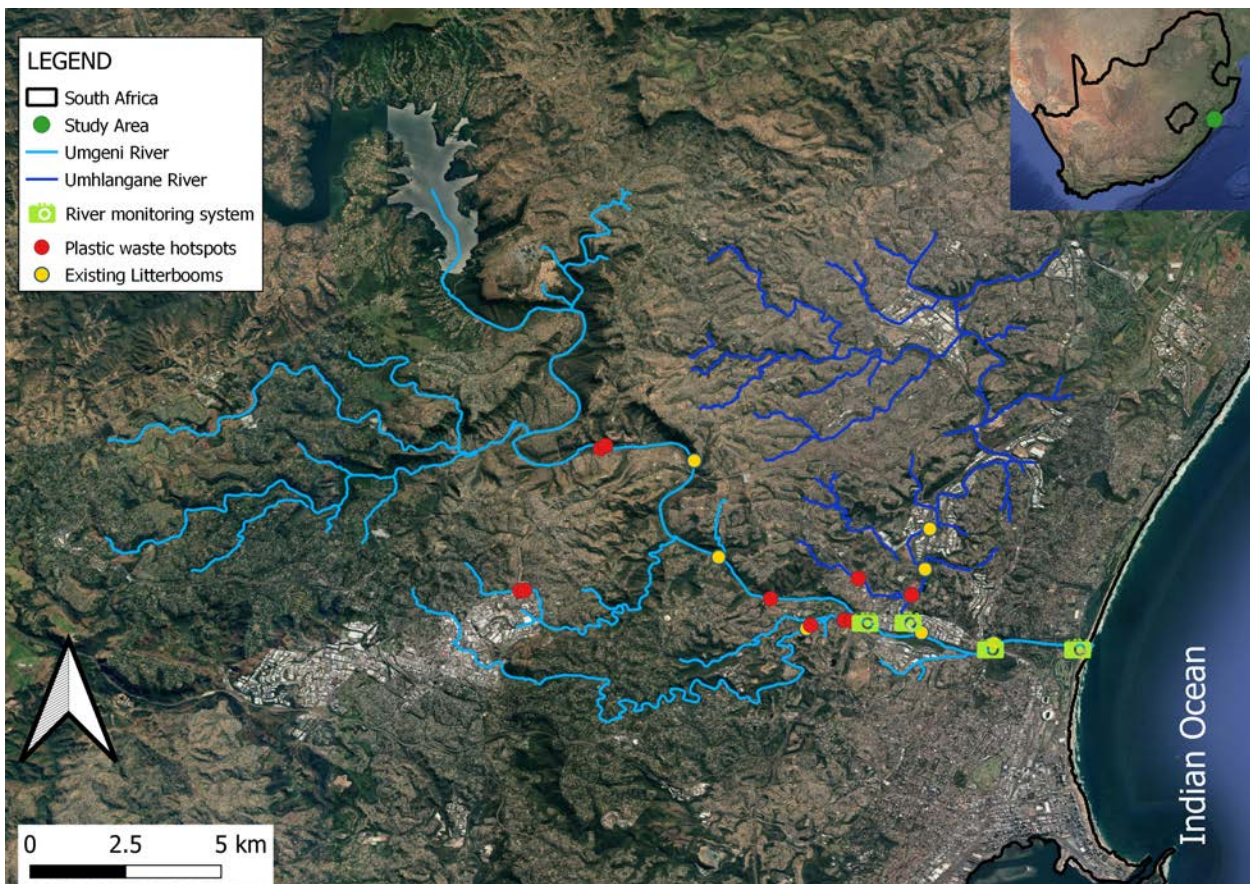 LEGEND
South Africa
Study Area
Umgeni River
Umhlangane River
River monitoring system
Plastic waste hotspots
Existing Litterbooms
Indian Ocean
0 2.5 5 km